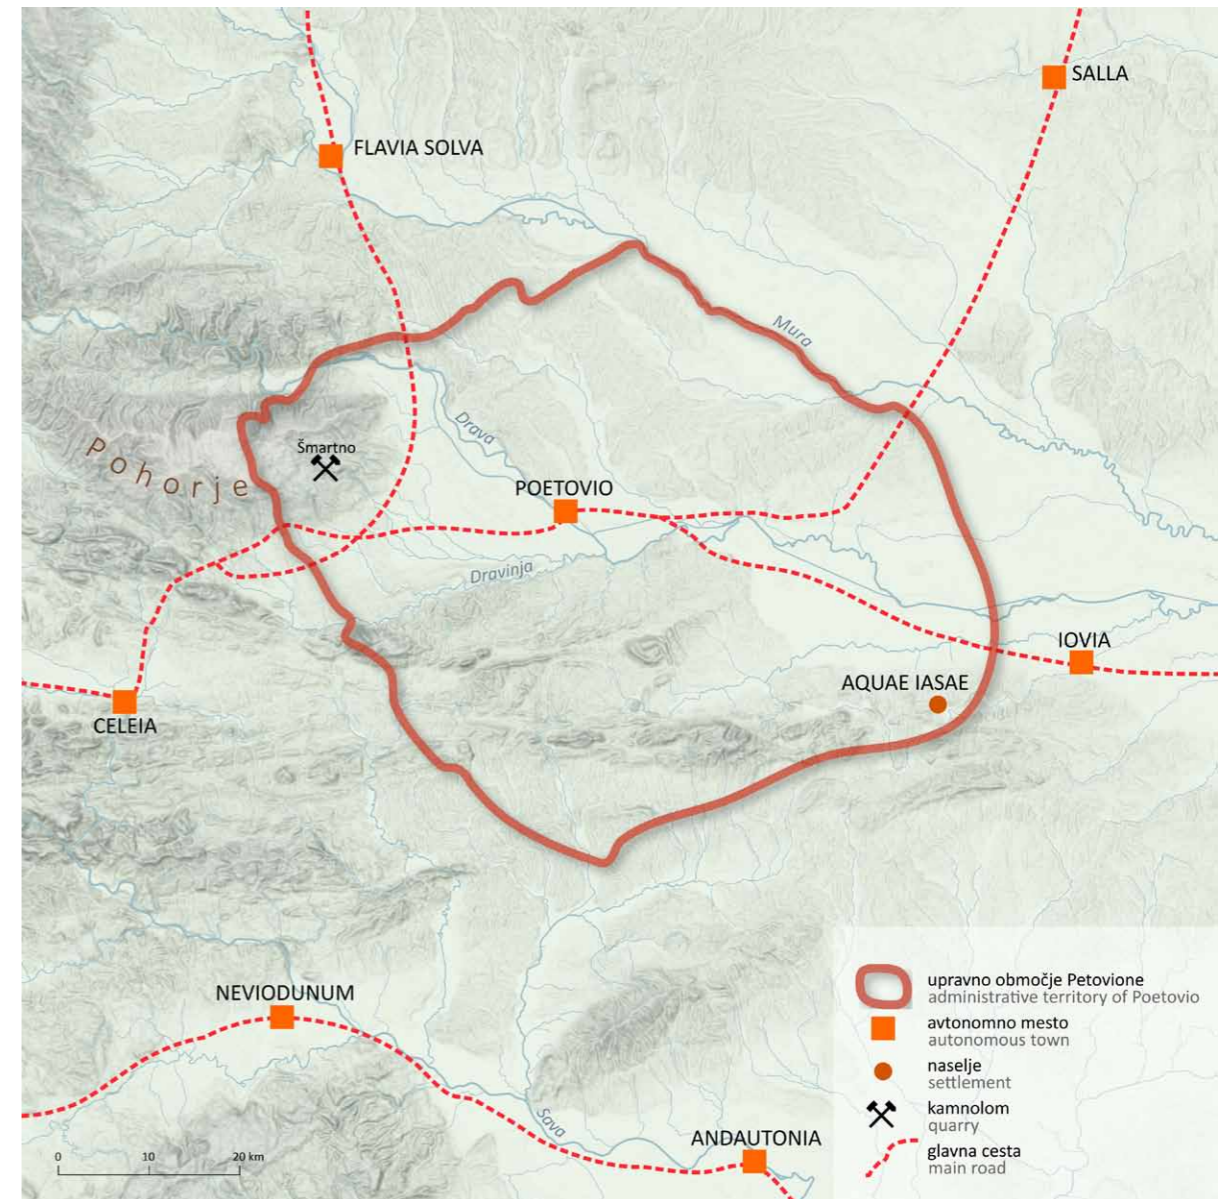 SALLA
FLAVIA SOLVA
Mura
Drava
Šmartno
Pohorje
POETOVIO
Dravinja
IOVIA
AQUAE IASAE
CELEIA
NEVIODUNUM
Sava
ANDAUTONIA
upravno območje Petovione
administrative territory of Poetovio
avtonomno mesto
autonomous town
naselje
settlement
kamnolom
quarry
glavna cesta
main road
0 10 20 km